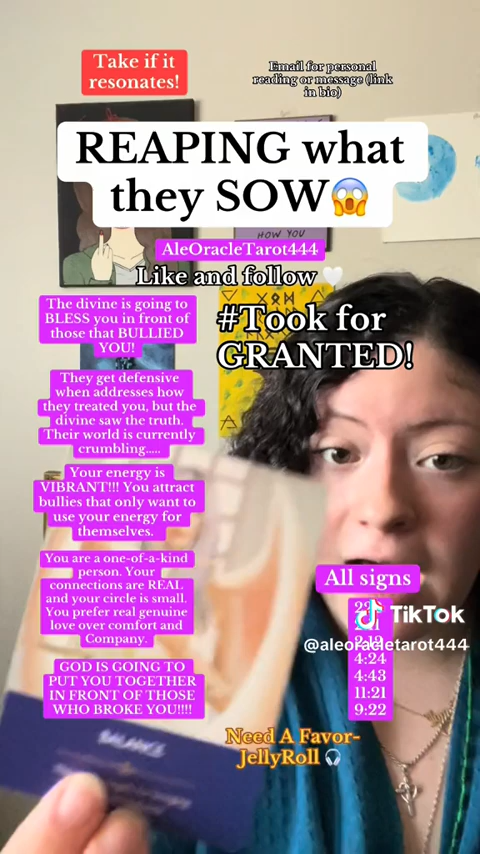 Take if it
resonates!
Email for personal
reading or message (link
in bio)
REAPING what
they SOW😱
HOW YOU
AleOracleTarot444
Like and follow 🤍
#Took for
GRANTED!
The divine is going to
BLESS you in front of
those that BULLIED
YOU!
They get defensive
when addresses how
they treated you, but the
divine saw the truth.
Their world is currently
crumbling.....
Your energy is
VIBRANT!!! You attract
bullies that only want to
use your energy for
themselves.
You are a one-of-a-kind
person. Your
connections are REAL
and your circle is small.
You prefer real genuine
love over comfort and
Company.
GOD IS GOING TO
PUT YOU TOGETHER
IN FRONT OF THOSE
WHO BROKE YOU!!!!
All signs
TikTok
@aleoracletarot444
4:24
4:43
11:21
9:22
Need A Favor-
JellyRoll 🎧
BALANCE